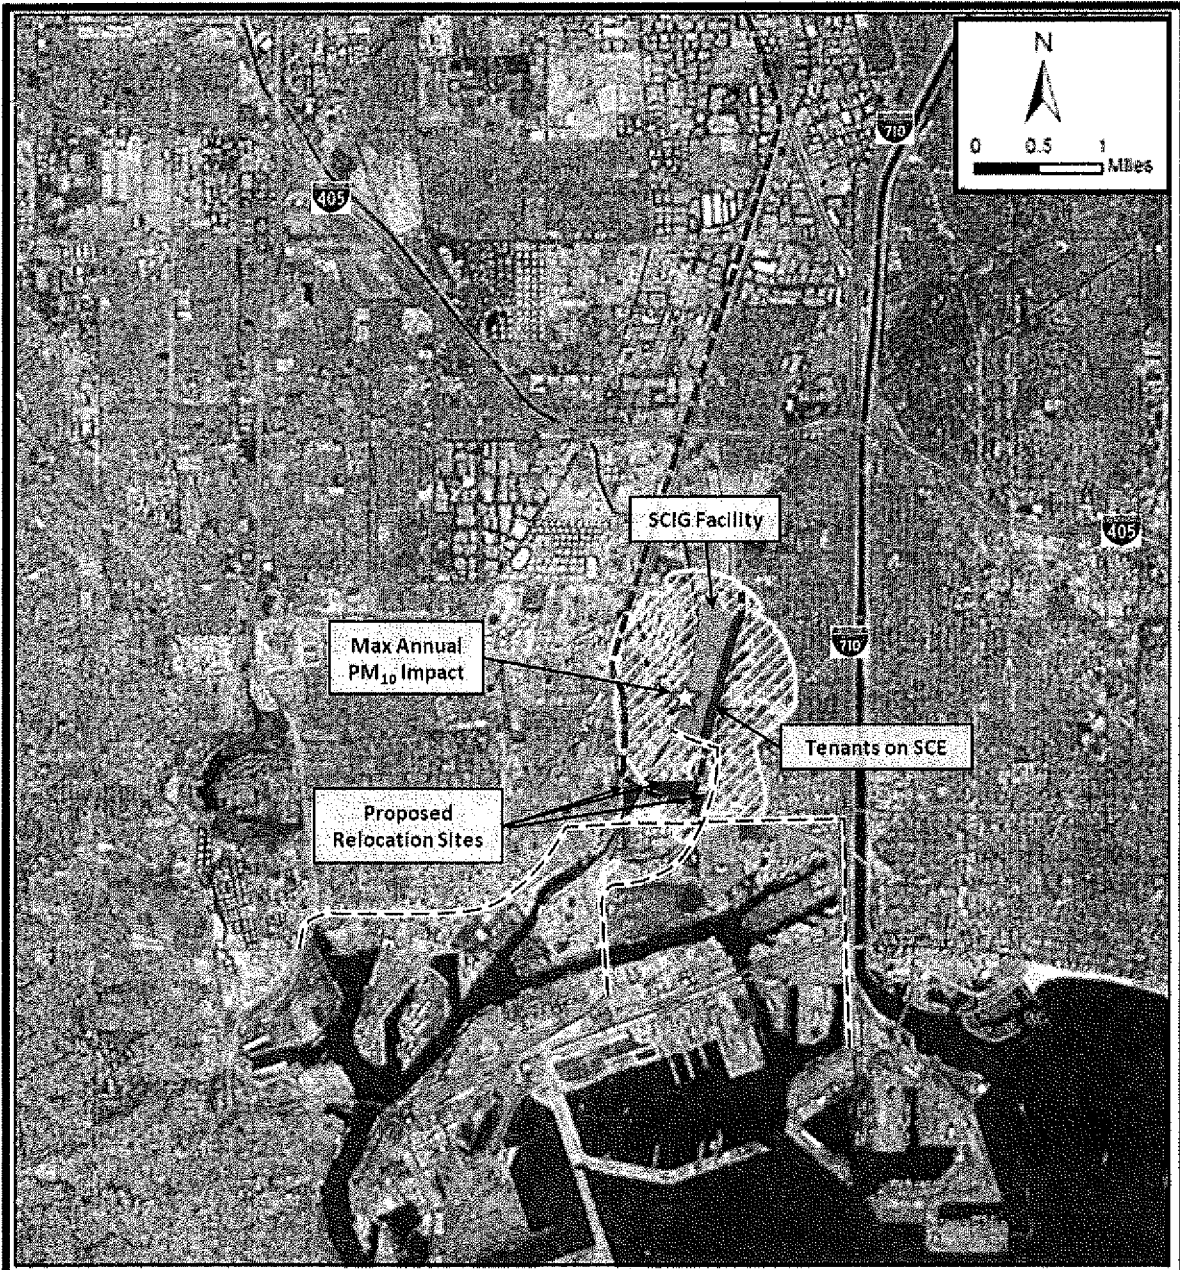 N
0 0.5 1
Miles
710
405
SCIG Facility
405
Max Annual
PM₁₀ Impact
710
Tenants on SCE
Proposed
Relocation Sites